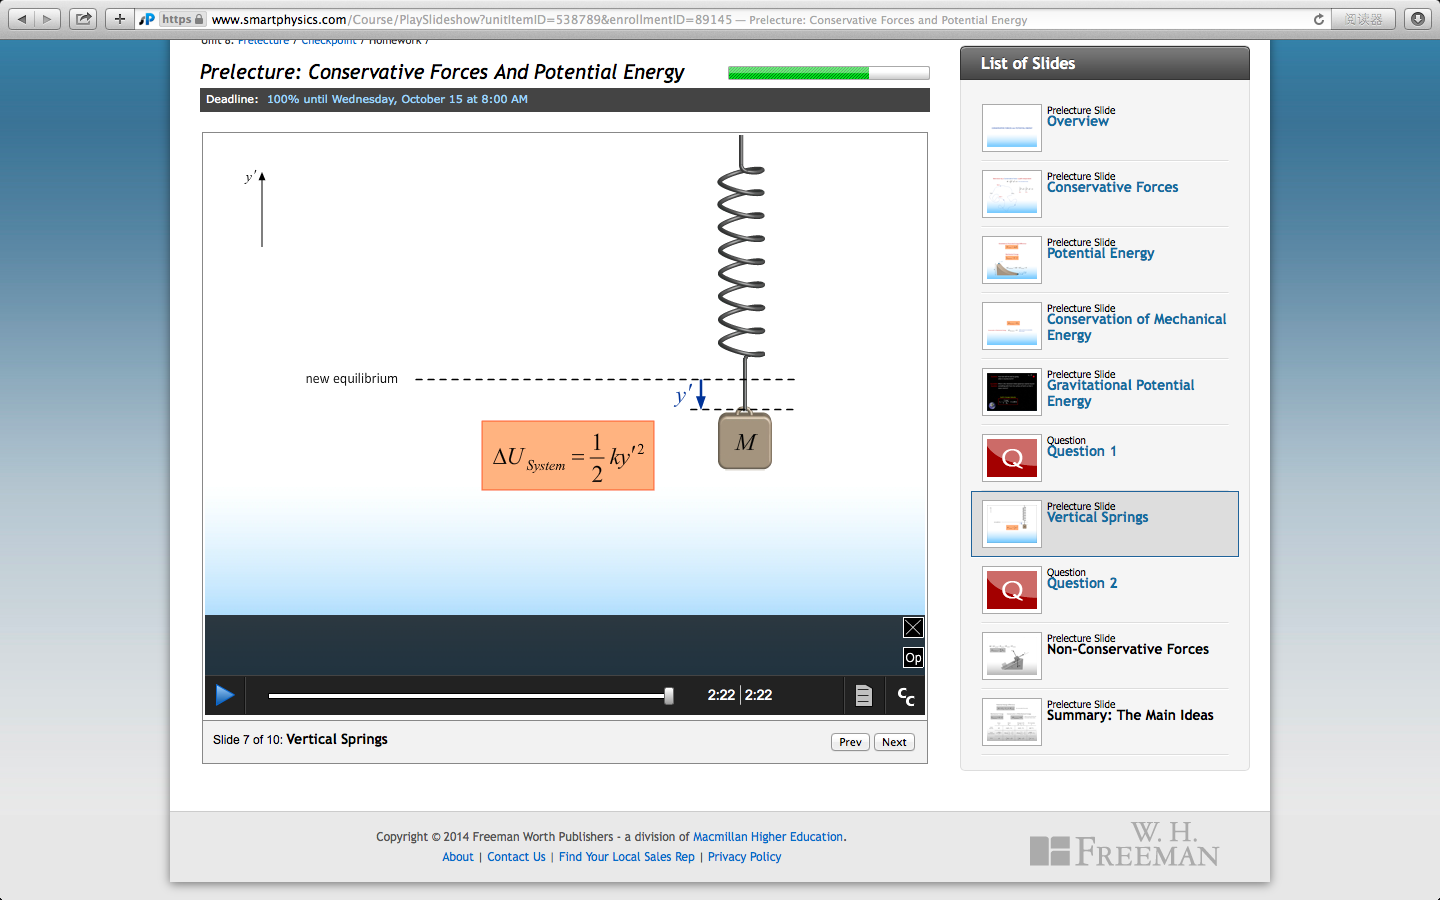 https www.smartphysics.com/Course/PlaySlideshow?unitItemID=538789&enrollmentID=89145 — Prelecture: Conservative Forces and Potential Energy
阅读器
Unit 8: Prelecture / Checkpoint / Homework /
Prelecture: Conservative Forces And Potential Energy
Deadline: 100% until Wednesday, October 15 at 8:00 AM
y'
new equilibrium
y'
M
ΔU System = 1/2 ky'²
Op
2:22 | 2:22
CC
Slide 7 of 10: Vertical Springs
Prev
Next
List of Slides
Prelecture Slide
Overview
Prelecture Slide
Conservative Forces
Prelecture Slide
Potential Energy
Prelecture Slide
Conservation of Mechanical
Energy
Prelecture Slide
Gravitational Potential
Energy
Q
Question
Question 1
Prelecture Slide
Vertical Springs
Q
Question
Question 2
Prelecture Slide
Non-Conservative Forces
Prelecture Slide
Summary: The Main Ideas
Copyright © 2014 Freeman Worth Publishers - a division of Macmillan Higher Education.
About | Contact Us | Find Your Local Sales Rep | Privacy Policy
W. H.
FREEMAN